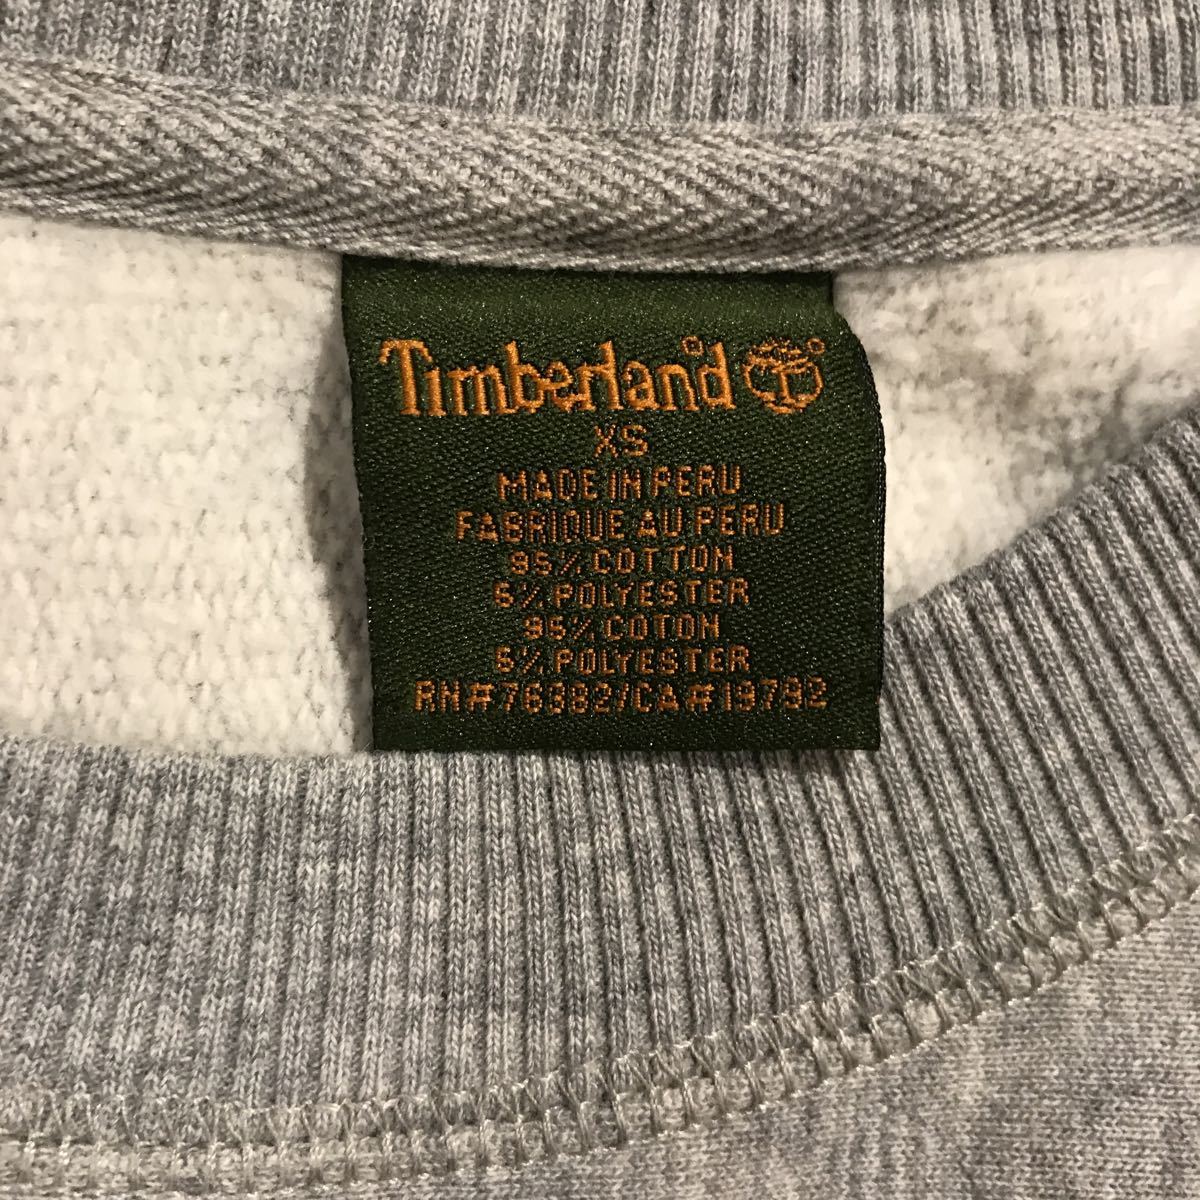 Timberland
XS
MADE IN PERU
FABRIQUE AU PERU
95% COTTON
5% POLYESTER
95% COTON
5% POLYESTER
RN#76382/CA#19792